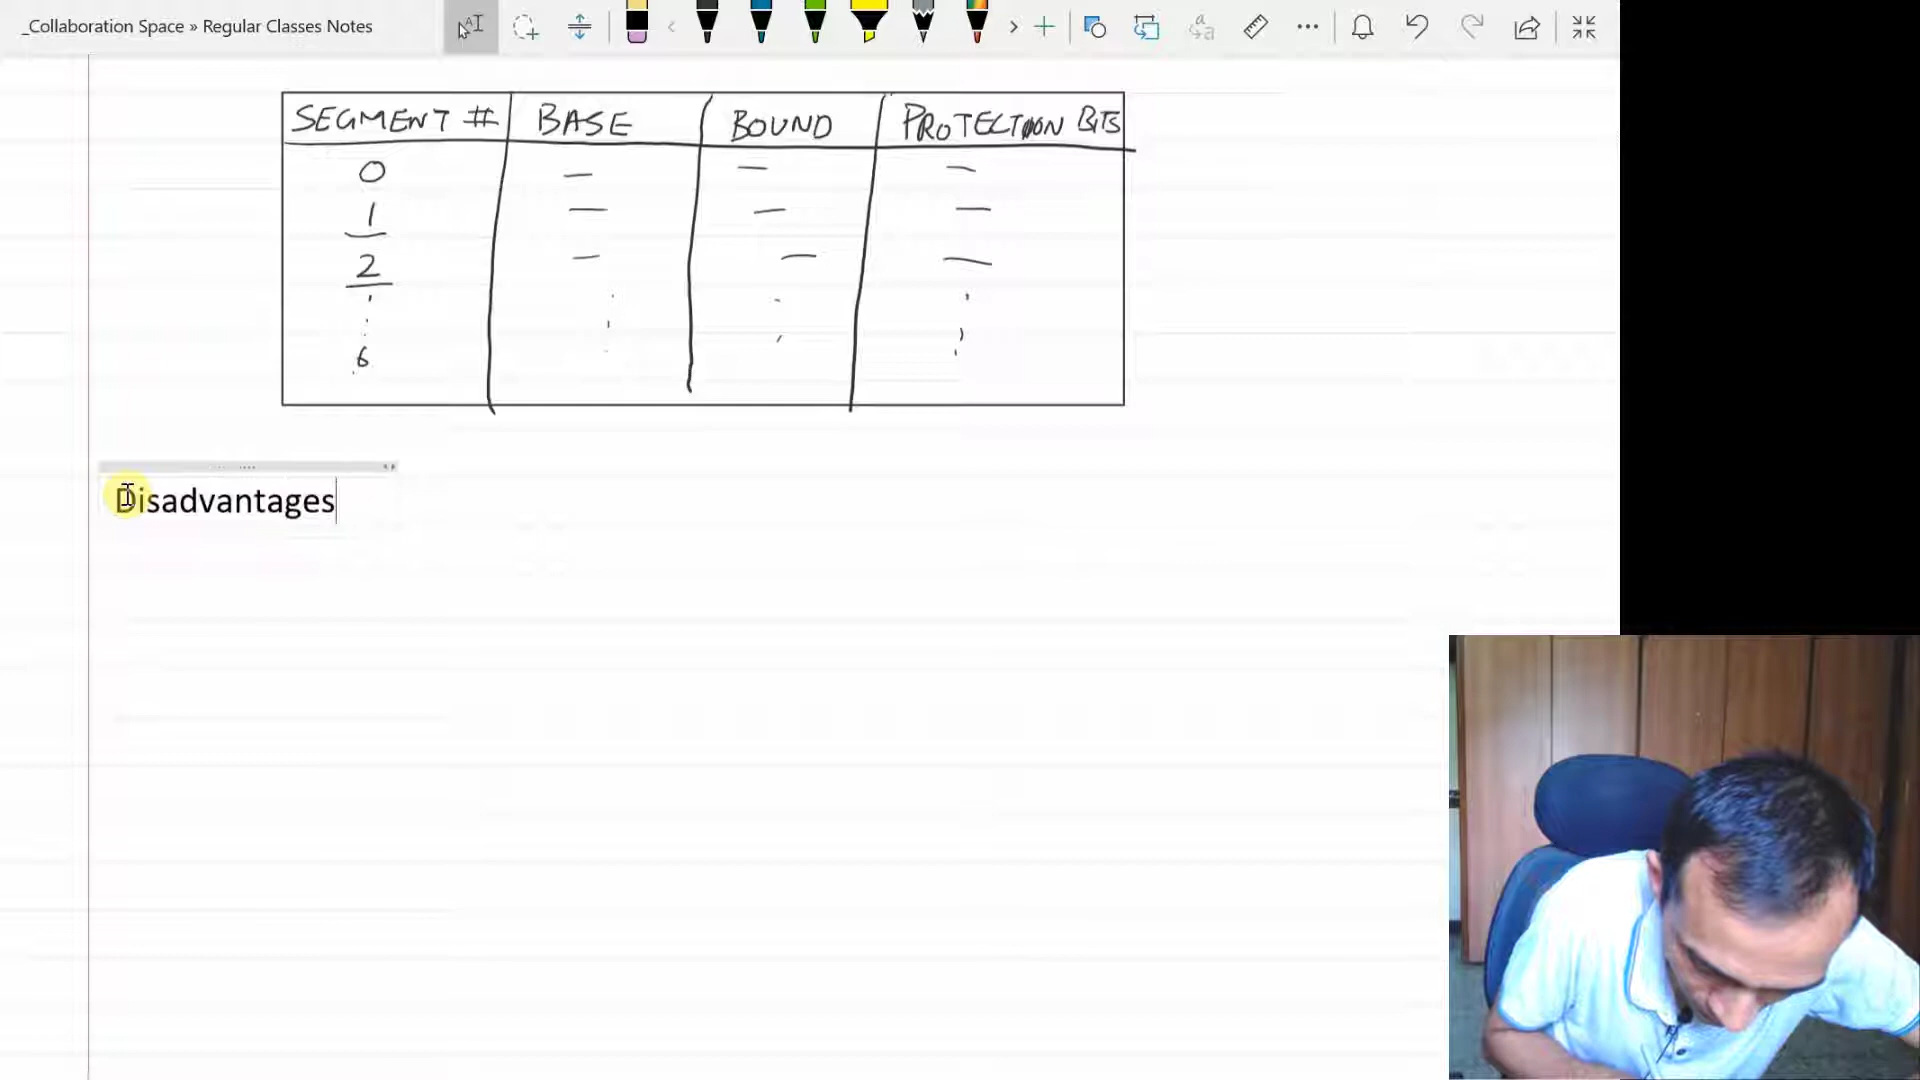 _Collaboration Space » Regular Classes Notes
SEGMENT # BASE BOUND PROTECTION BITS
0 — — —
1 — — —
2 — — —
6
Disadvantages